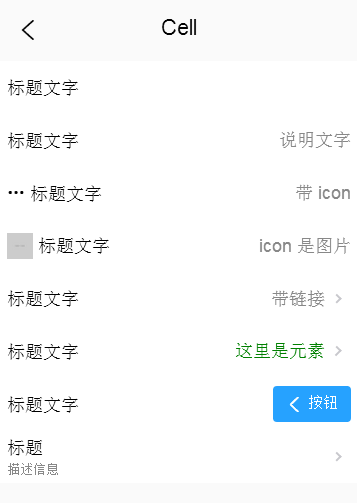 Cell
标题文字
标题文字 说明文字
标题文字 带 icon
标题文字 icon 是图片
标题文字 带链接
标题文字 这里是元素
标题文字 按钮
标题
描述信息